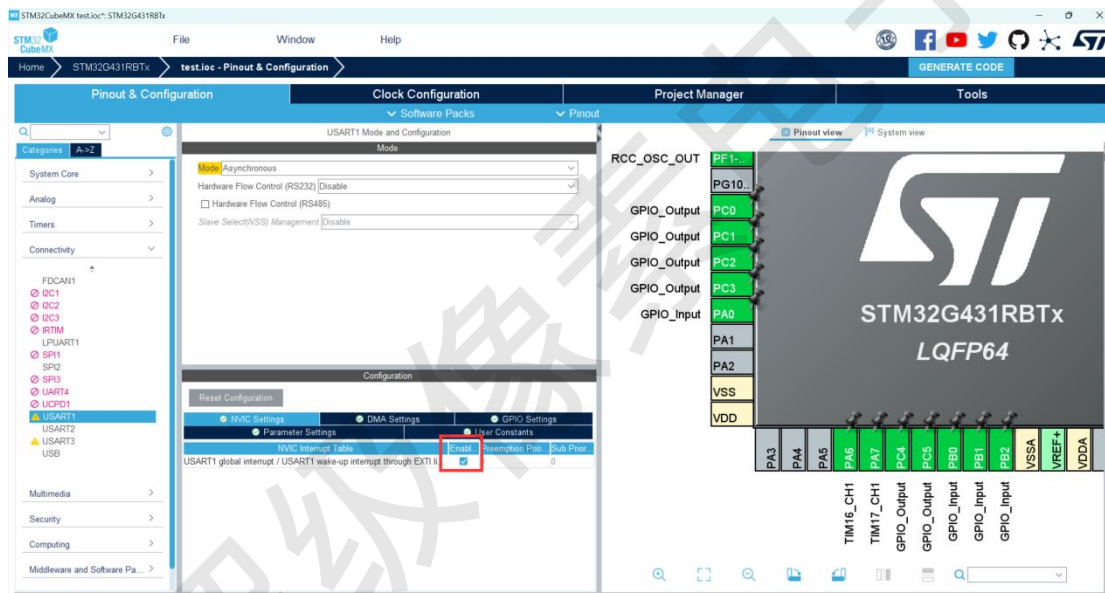 STM32CubeMX test.ioc*: STM32G431RBTx
STM32 CubeMX
File Window Help
Home STM32G431RBTx test.ioc - Pinout & Configuration GENERATE CODE
Pinout & Configuration Clock Configuration Project Manager Tools
Software Packs Pinout
USART1 Mode and Configuration
Categories A->Z
System Core
Analog
Timers
Connectivity
FDCAN1
I2C1
I2C2
I2C3
IRTIM
LPUART1
SPI1
SPI2
SPI3
UART4
UCPD1
USART1
USART2
USART3
USB
Multimedia
Security
Computing
Middleware and Software Pa...
Mode
Mode Asynchronous
Hardware Flow Control (RS232) Disable
Hardware Flow Control (RS485)
Slave Select(NSS) Management Disable
Configuration
Reset Configuration
NVIC Settings DMA Settings GPIO Settings
Parameter Settings User Constants
NVIC Interrupt Table Enabl... Preemption Prio... Sub Prior...
USART1 global interrupt / USART1 wake-up interrupt through EXTI li... 0
Pinout view System view
RCC_OSC_OUT PF1-..
PG10..
GPIO_Output PC0
GPIO_Output PC1
GPIO_Output PC2
GPIO_Output PC3
GPIO_Input PA0
PA1
PA2
VSS
VDD
ST
STM32G431RBTx
LQFP64
PA3
PA4
PA5
PA6
PA7
PC4
PC5
PB0
PB1
PB2
VSSA
VREF+
VDDA
TIM16_CH1
TIM17_CH1
GPIO_Output
GPIO_Output
GPIO_Input
GPIO_Input
GPIO_Input